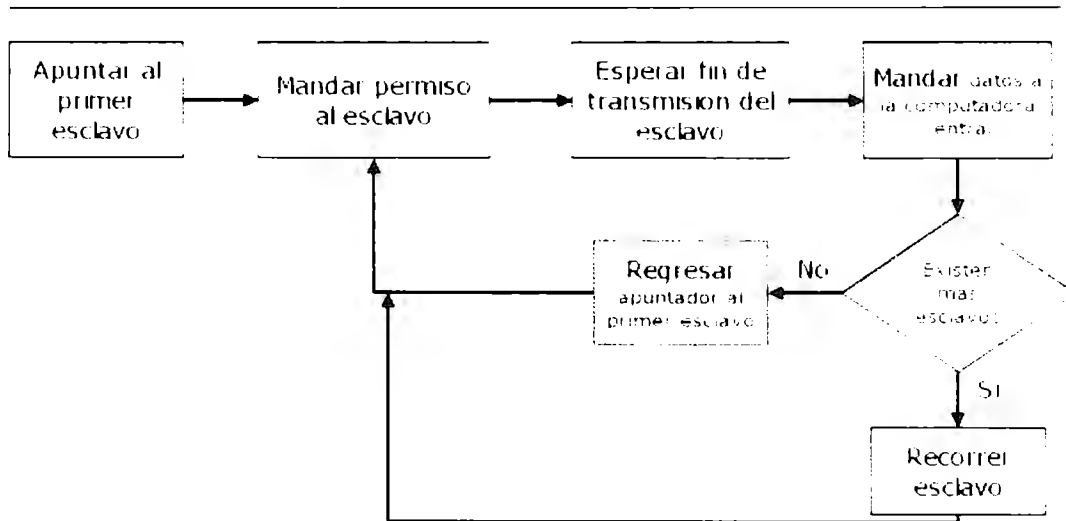 Apuntar al
primer
esclavo
Mandar permiso
al esclavo
Esperar fin de
transmision del
esclavo
Mandar datos a
la computadora
entral
Existen
mas
esclavos
No
Regresar
apuntador al
primer esclavo
Si
Recorrer
esclavo